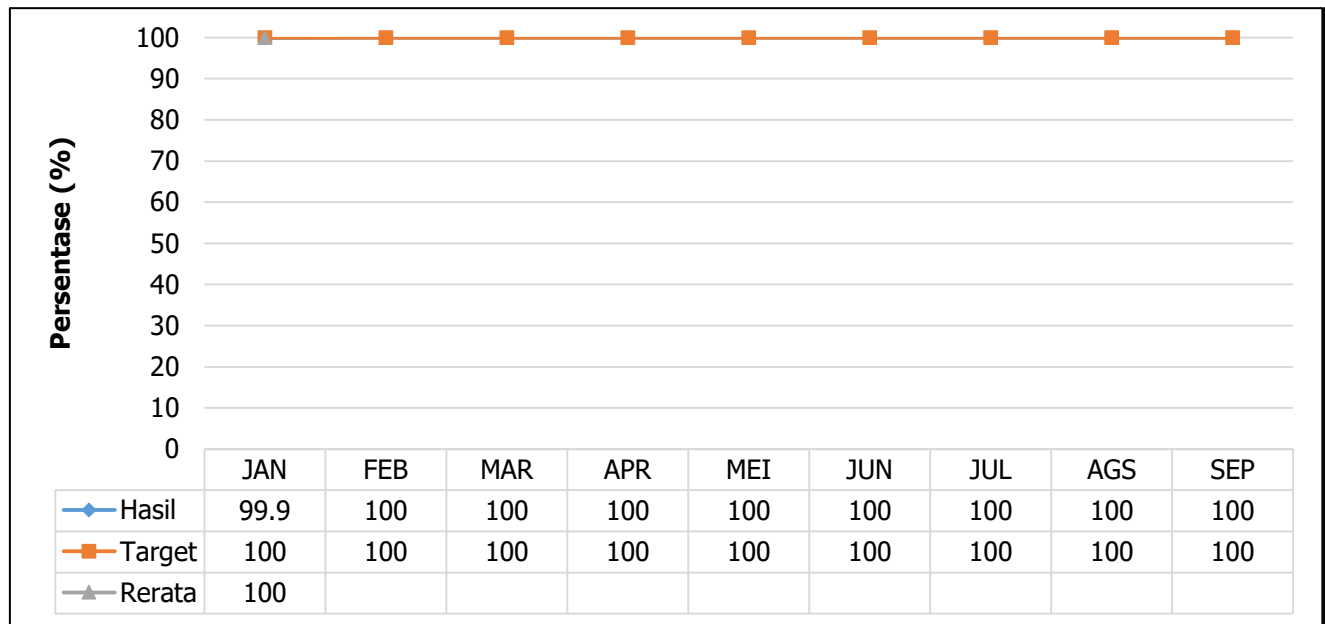 Persentase (%)
100
90
80
70
60
50
40
30
20
10
0
JAN FEB MAR APR MEI JUN JUL AGS SEP
Hasil 99.9 100 100 100 100 100 100 100 100
Target 100 100 100 100 100 100 100 100 100
Rerata 100